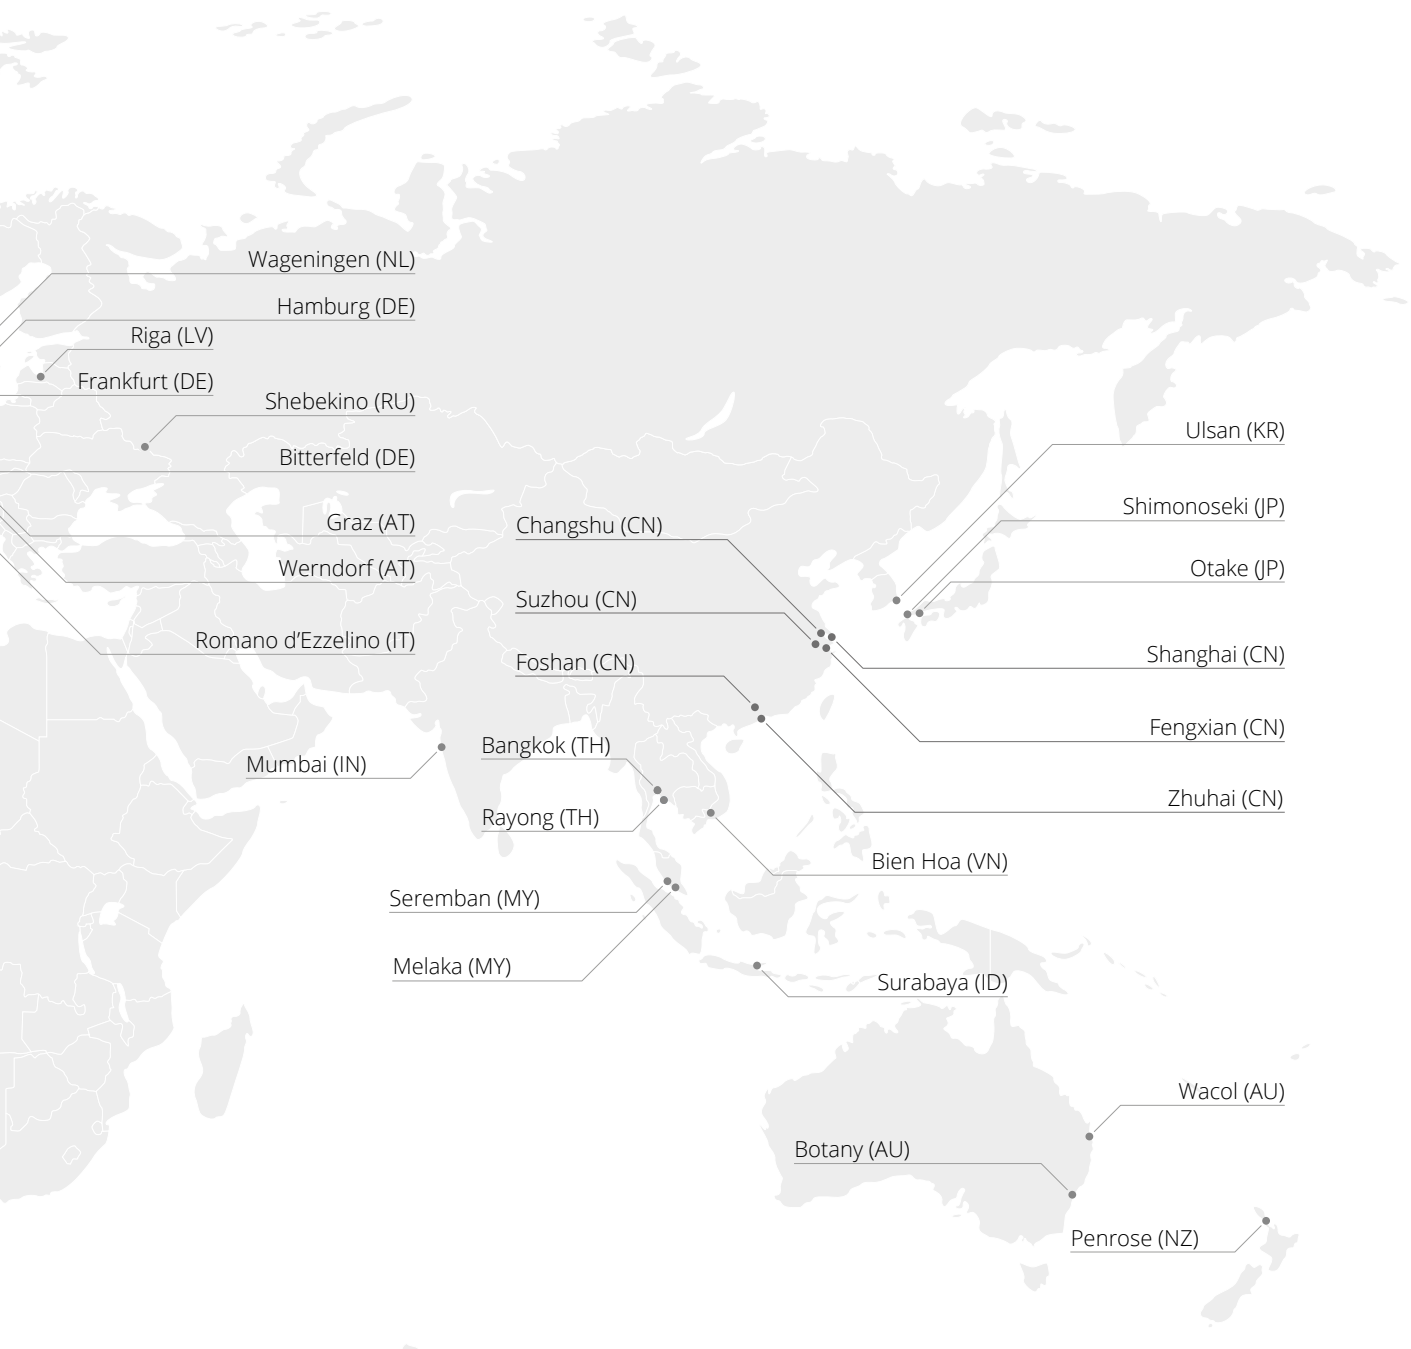 Wageningen (NL)
Hamburg (DE)
Riga (LV)
Frankfurt (DE)
Shebekino (RU)
Ulsan (KR)
Bitterfeld (DE)
Shimonoseki (JP)
Graz (AT)
Changshu (CN)
Werndorf (AT)
Otake (JP)
Suzhou (CN)
Romano d’Ezzelino (IT)
Shanghai (CN)
Foshan (CN)
Fengxian (CN)
Bangkok (TH)
Mumbai (IN)
Zhuhai (CN)
Rayong (TH)
Bien Hoa (VN)
Seremban (MY)
Melaka (MY)
Surabaya (ID)
Wacol (AU)
Botany (AU)
Penrose (NZ)